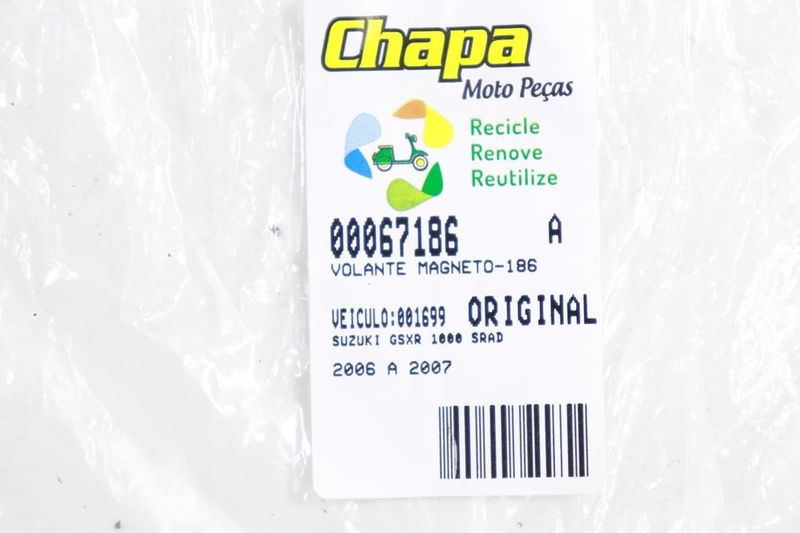 Chapa
Moto Peças
Recicle
Renove
Reutilize
00067186 A
VOLANTE MAGNETO-186
VEICULO:001699 ORIGINAL
SUZUKI GSXR 1000 SRAD
2006 A 2007